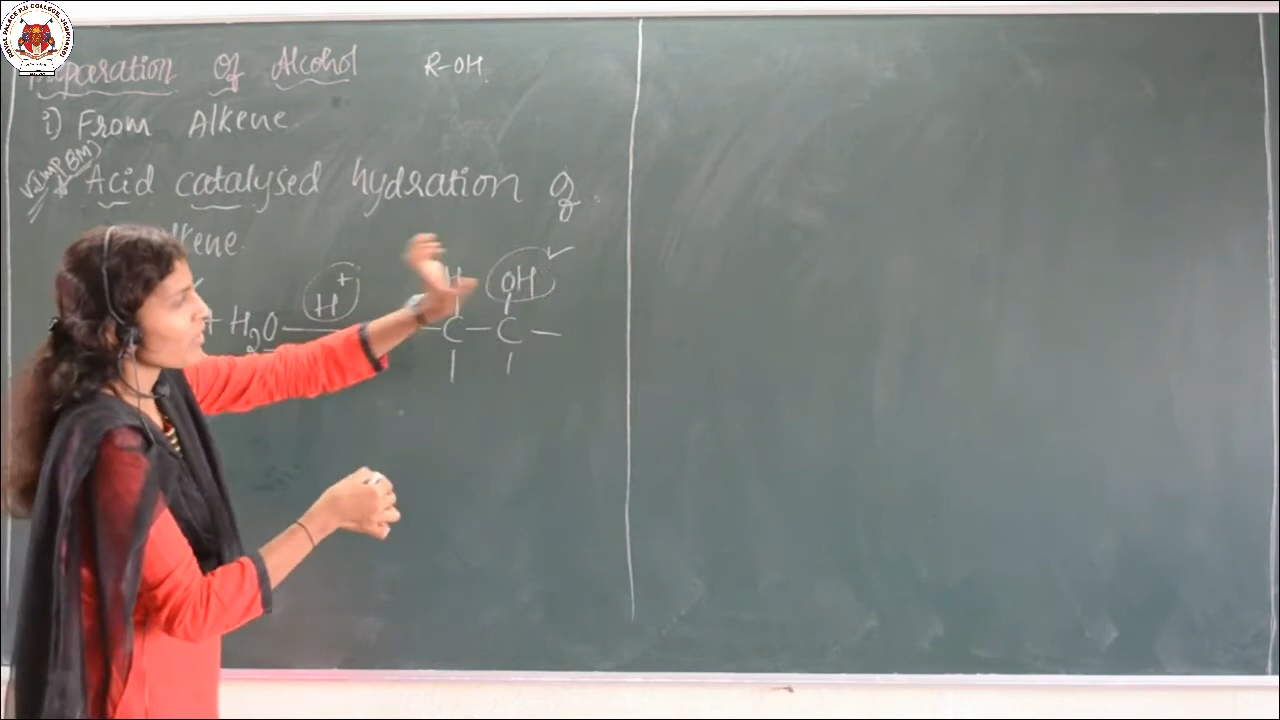 Preparation of Alcohol R-OH
i) From Alkene
V.Imp (BM) * Acid catalysed hydration of
alkene
H OH
+ H2O H+ - C - C -